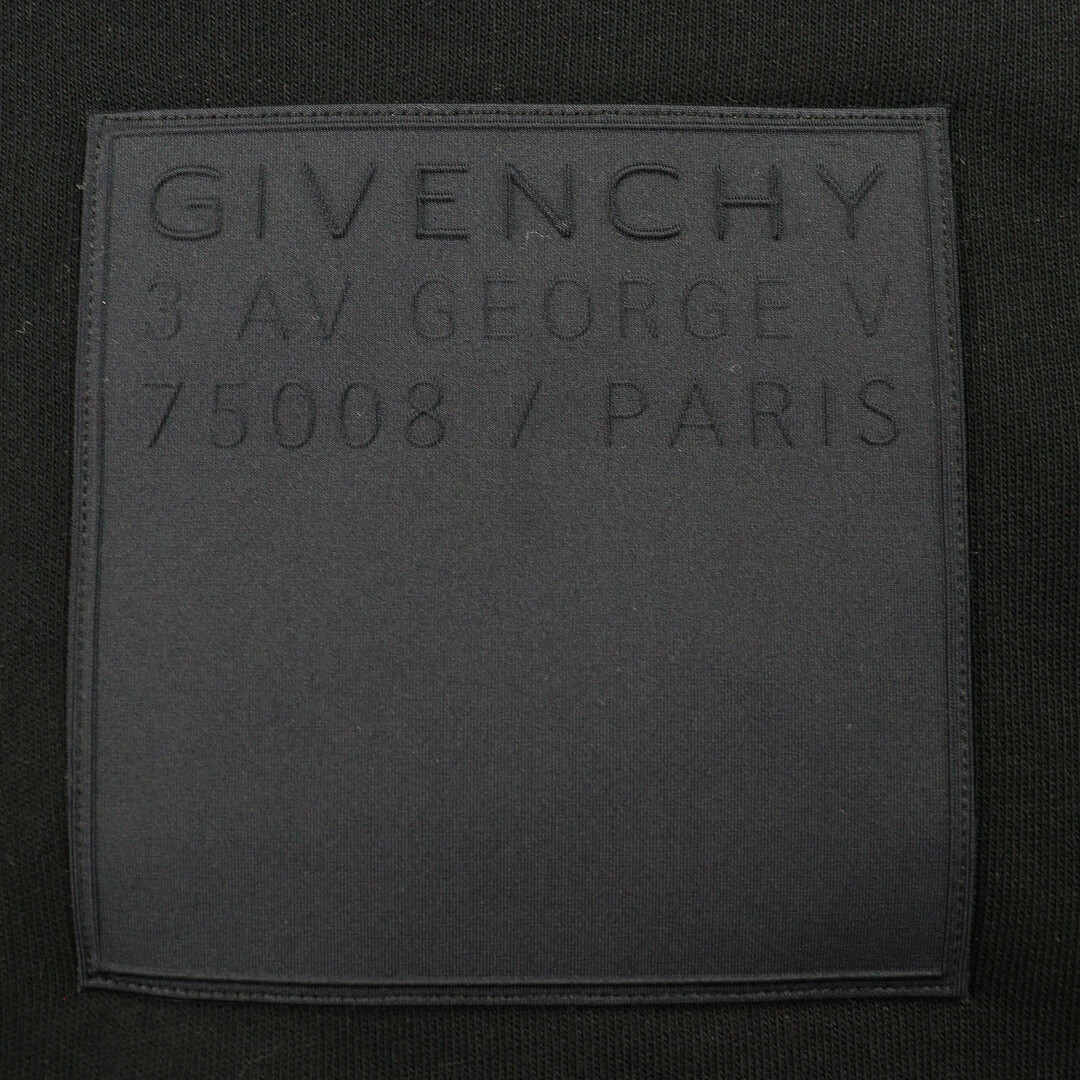 GIVENCHY
3 AV GEORGE V
75008 / PARIS